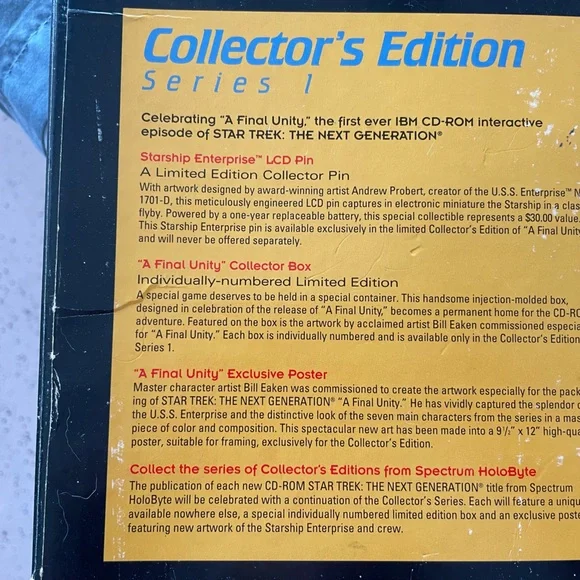 Collector's Edition
Series 1
Celebrating "A Final Unity," the first ever IBM CD-ROM interactive
episode of STAR TREK: THE NEXT GENERATION®
Starship Enterprise™ LCD Pin
A Limited Edition Collector Pin
With artwork designed by award-winning artist Andrew Probert, creator of the U.S.S. Enterprise™
1701-D, this meticulously engineered LCD pin captures in electronic miniature the Starship in a
flyby. Powered by a one-year replaceable battery, this special collectible represents a $30.00 value.
This Starship Enterprise pin is available exclusively in the limited Collector's Edition of "A Final
and will never be offered separately.
"A Final Unity" Collector Box
Individually-numbered Limited Edition
A special game deserves to be held in a special container. This handsome injection-molded box,
designed in celebration of the release of "A Final Unity," becomes a permanent home for the
adventure. Featured on the box is the artwork by acclaimed artist Bill Eaken commissioned
for "A Final Unity." Each box is individually numbered and is available only in the Collector's Edition
Series 1.
"A Final Unity" Exclusive Poster
Master character artist Bill Eaken was commissioned to create the artwork especially for the
ing of STAR TREK: THE NEXT GENERATION® "A Final Unity." He has vividly captured the splendor
the U.S.S. Enterprise and the distinctive look of the seven main characters from the series in a
piece of color and composition. This spectacular new art has been made into a 9½" x 12"
poster, suitable for framing, exclusively for the Collector's Edition.
Collect the series of Collector's Editions from Spectrum HoloByte
The publication of each new CD-ROM STAR TREK: THE NEXT GENERATION® title from Spectrum
HoloByte will be celebrated with a continuation of the Collector's Series. Each will feature a
available nowhere else, a special individually numbered limited edition box and an exclusive
featuring new artwork of the Starship Enterprise and crew.